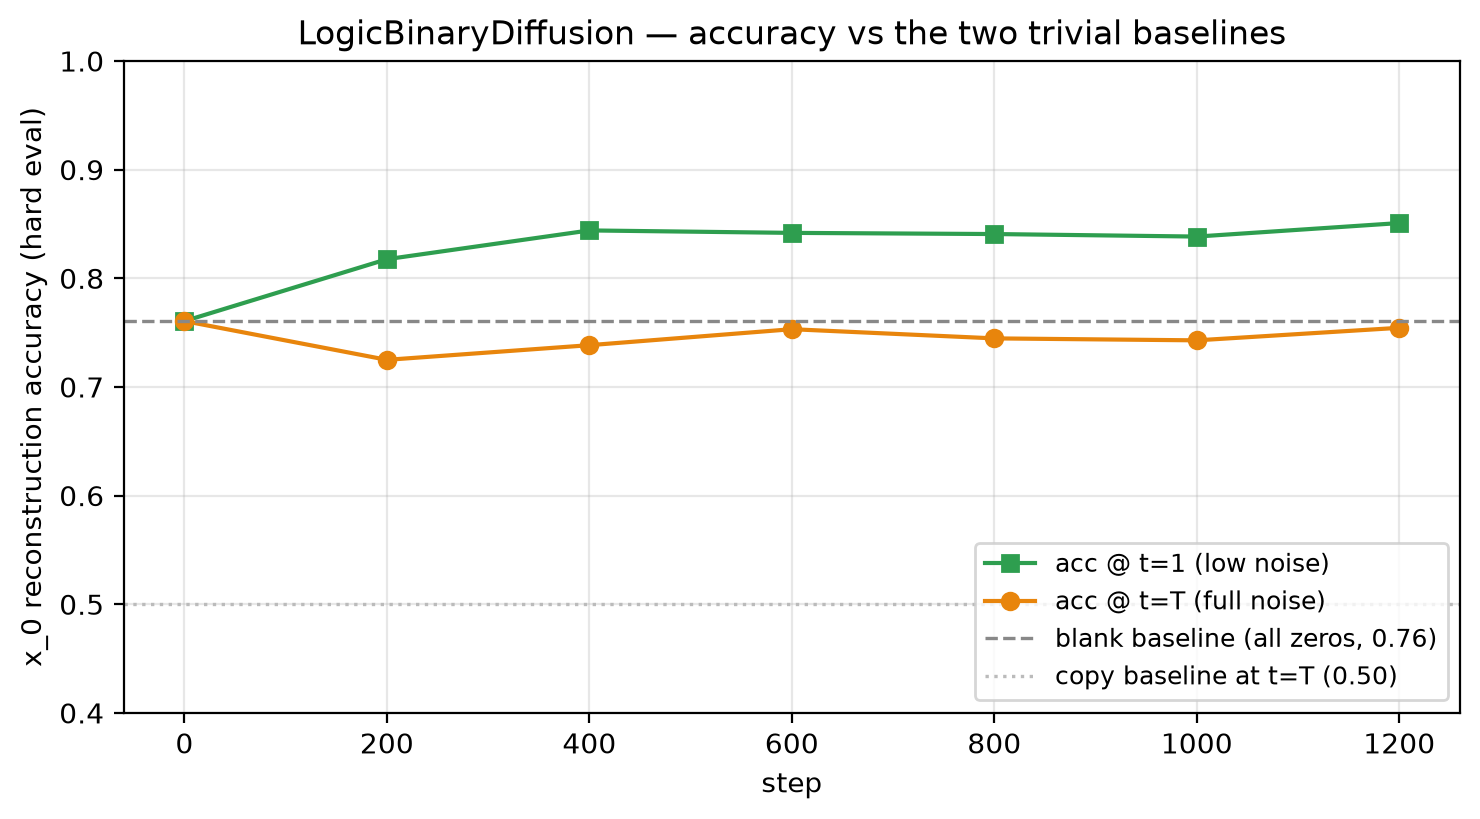 LogicBinaryDiffusion — accuracy vs the two trivial baselines
x_0 reconstruction accuracy (hard eval)
1.0
0.9
0.8
0.7
0.6
0.5
0.4
acc @ t=1 (low noise)
acc @ t=T (full noise)
blank baseline (all zeros, 0.76)
copy baseline at t=T (0.50)
0 200 400 600 800 1000 1200
step